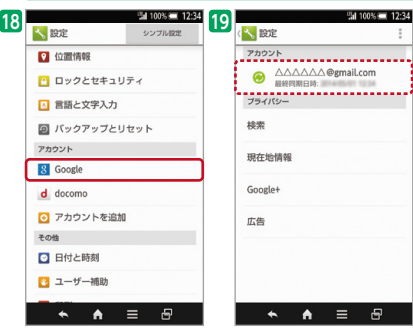 18
100% 12:34
設定
シンプル設定
位置情報
ロックとセキュリティ
言語と文字入力
バックアップとリセット
アカウント
Google
docomo
アカウントを追加
その他
日付と時刻
ユーザー補助
19
100% 12:34
設定
アカウント
△△△△△△@gmail.com
最終同期日時:
プライバシー
検索
現在地情報
Google+
広告